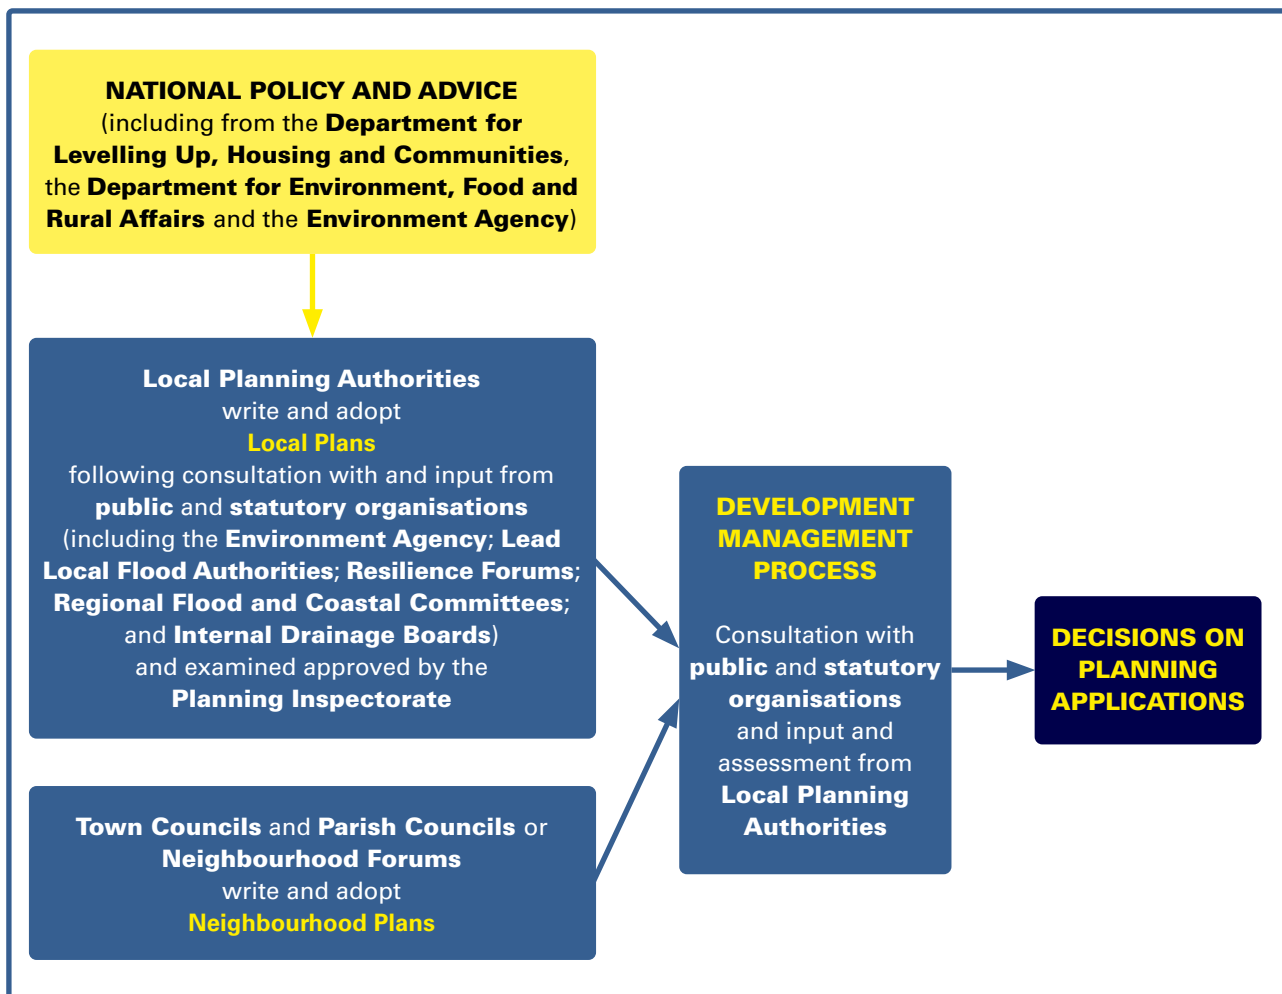 NATIONAL POLICY AND ADVICE
(including from the Department for
Levelling Up, Housing and Communities,
the Department for Environment, Food and
Rural Affairs and the Environment Agency)
Local Planning Authorities
write and adopt
Local Plans
following consultation with and input from
public and statutory organisations
(including the Environment Agency; Lead
Local Flood Authorities; Resilience Forums;
Regional Flood and Coastal Committees;
and Internal Drainage Boards)
and examined approved by the
Planning Inspectorate
Town Councils and Parish Councils or
Neighbourhood Forums
write and adopt
Neighbourhood Plans
DEVELOPMENT
MANAGEMENT
PROCESS
Consultation with
public and statutory
organisations
and input and
assessment from
Local Planning
Authorities
DECISIONS ON
PLANNING
APPLICATIONS